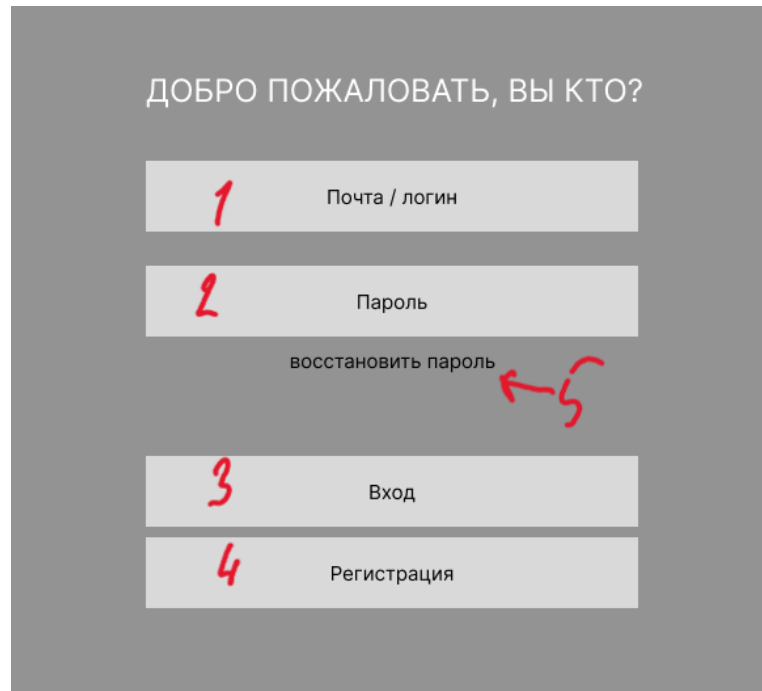 ДОБРО ПОЖАЛОВАТЬ, ВЫ КТО?
1 Почта / логин
2 Пароль
восстановить пароль 5
3 Вход
4 Регистрация